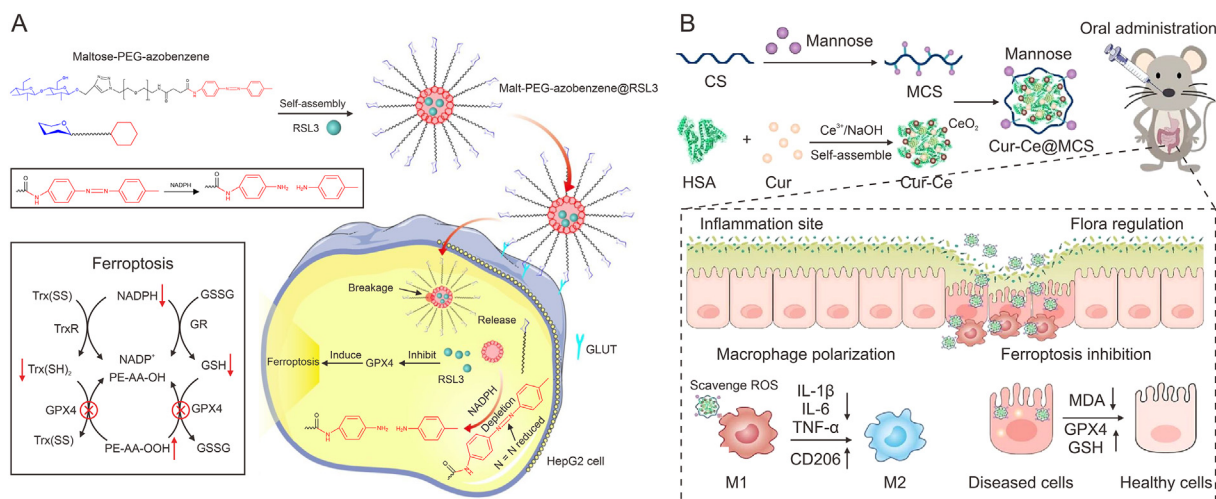 A
Maltose-PEG-azobenzene
Self-assembly
RSL3
Malt-PEG-azobenzene@RSL3
NADPH
Ferroptosis
Trx(SS)
NADPH
GSSG
TrxR
GR
NADP⁺
PE-AA-OH
Trx(SH)₂
GSH
GPX4
GPX4
Trx(SS)
PE-AA-OOH
GSSG
Breakage
Release
GLUT
Ferroptosis
Induce
GPX4
Inhibit
RSL3
NADPH
Depletion
N = N reduced
HepG2 cell
B
Oral administration
Mannose
Mannose
CS
MCS
Ce³⁺/NaOH
CeO₂
Self-assemble
Cur-Ce@MCS
HSA
+
Cur
Cur-Ce
Inflammation site
Flora regulation
Macrophage polarization
Ferroptosis inhibition
Scavenge ROS
IL-1β
IL-6
TNF-α
CD206
M1
M2
MDA
GPX4
GSH
Diseased cells
Healthy cells